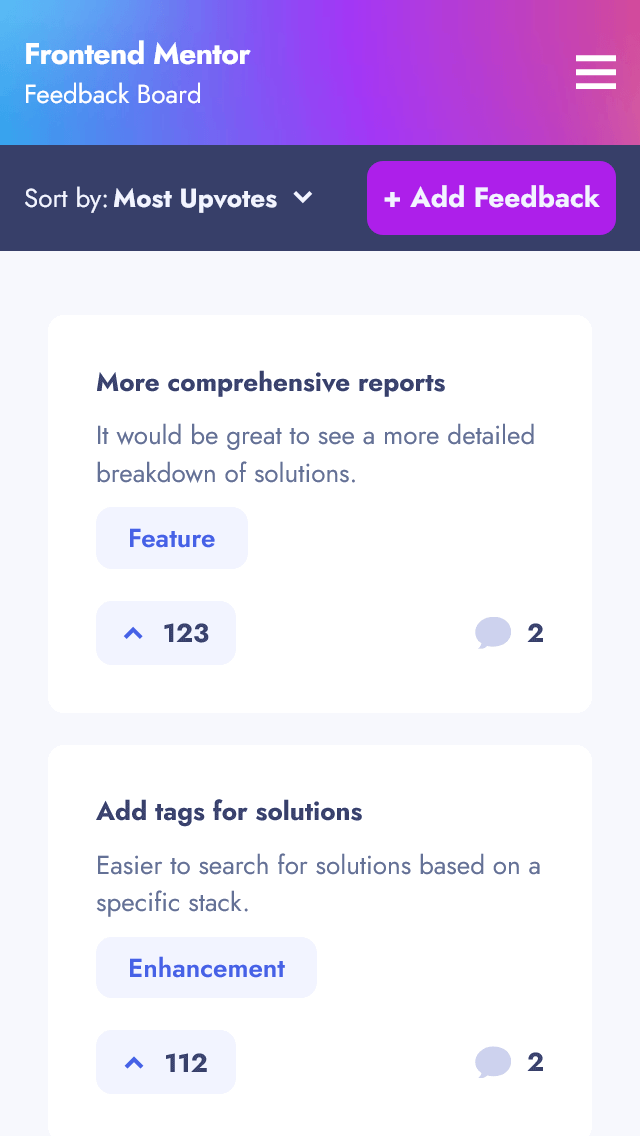 Frontend Mentor
Feedback Board
Sort by: Most Upvotes
+ Add Feedback
More comprehensive reports
It would be great to see a more detailed
breakdown of solutions.
Feature
123
2
Add tags for solutions
Easier to search for solutions based on a
specific stack.
Enhancement
112
2